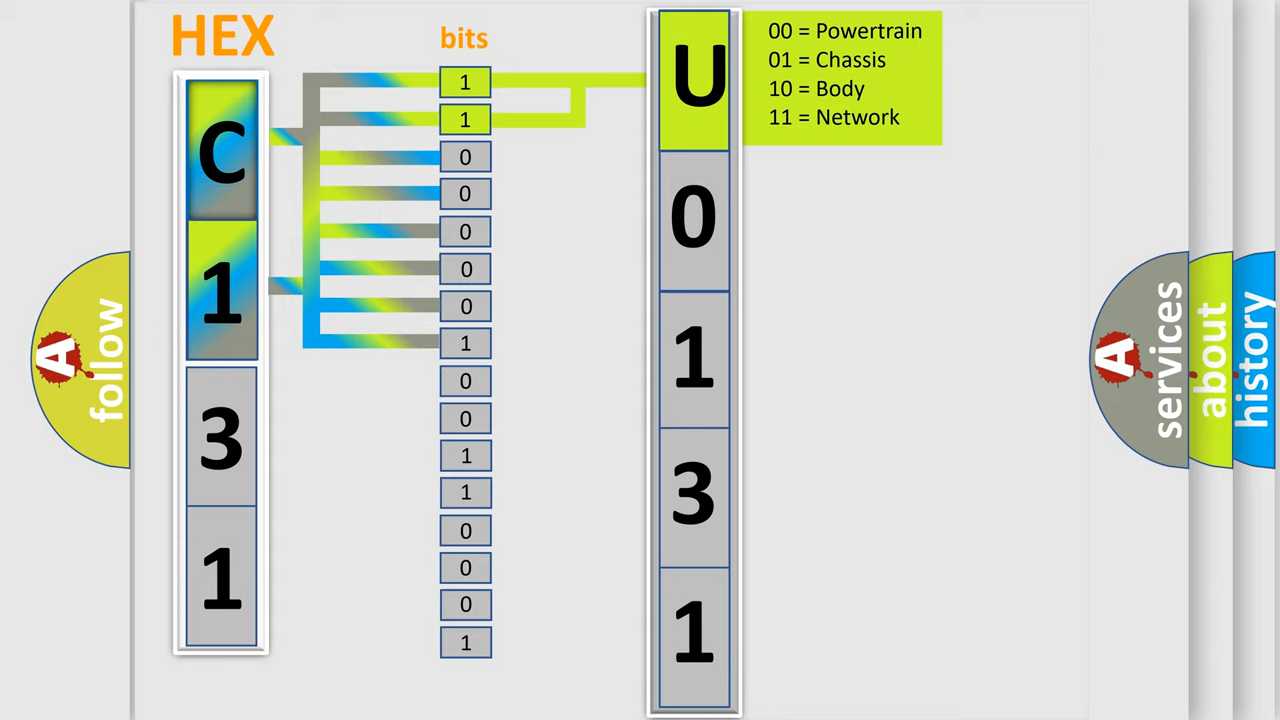 HEX
C
1
3
1
bits
1
1
0
0
0
0
0
1
0
0
1
1
0
0
0
1
U
0
1
3
1
00 = Powertrain
01 = Chassis
10 = Body
11 = Network
A follow
A services
about
history